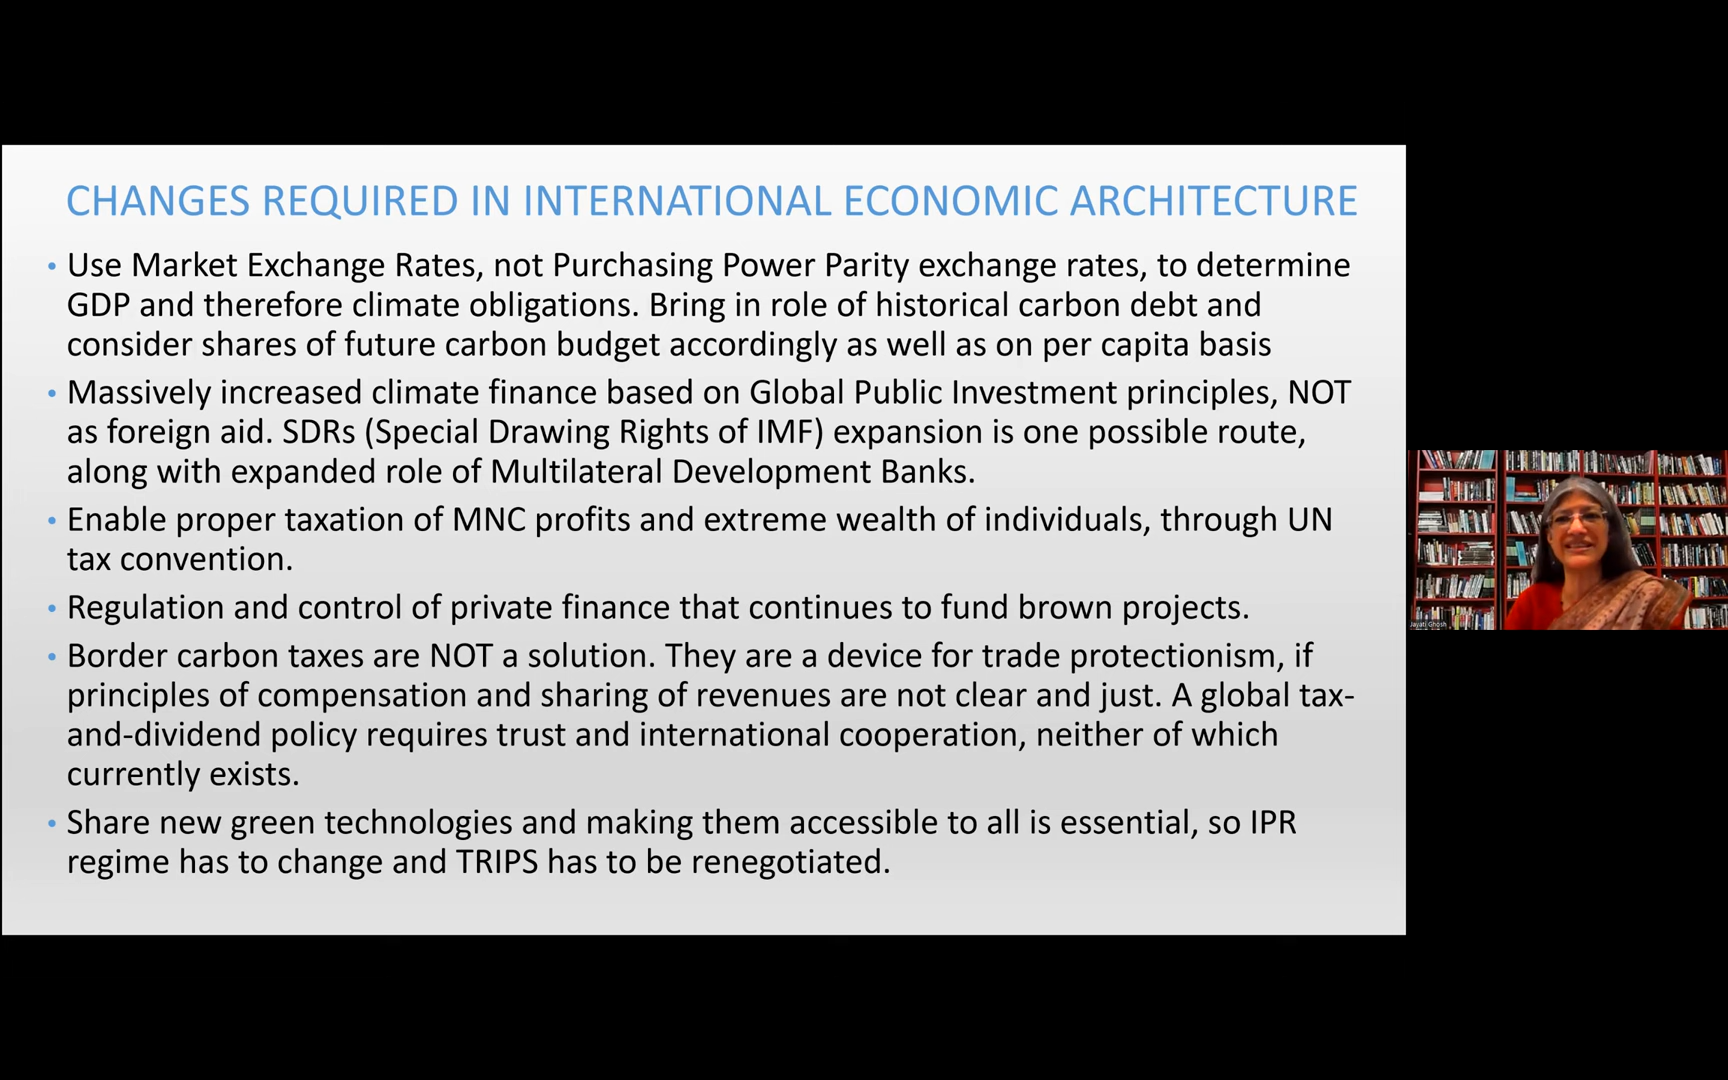 CHANGES REQUIRED IN INTERNATIONAL ECONOMIC ARCHITECTURE
• Use Market Exchange Rates, not Purchasing Power Parity exchange rates, to determine
GDP and therefore climate obligations. Bring in role of historical carbon debt and
consider shares of future carbon budget accordingly as well as on per capita basis
• Massively increased climate finance based on Global Public Investment principles, NOT
as foreign aid. SDRs (Special Drawing Rights of IMF) expansion is one possible route,
along with expanded role of Multilateral Development Banks.
• Enable proper taxation of MNC profits and extreme wealth of individuals, through UN
tax convention.
• Regulation and control of private finance that continues to fund brown projects.
• Border carbon taxes are NOT a solution. They are a device for trade protectionism, if
principles of compensation and sharing of revenues are not clear and just. A global tax-
and-dividend policy requires trust and international cooperation, neither of which
currently exists.
• Share new green technologies and making them accessible to all is essential, so IPR
regime has to change and TRIPS has to be renegotiated.
Jayati Ghosh